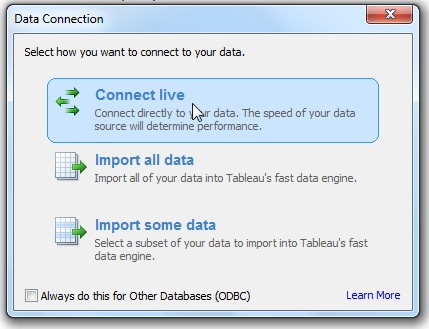 Data Connection
Select how you want to connect to your data.
Connect live
Connect directly to your data. The speed of your data
source will determine performance.
Import all data
Import all of your data into Tableau's fast data engine.
Import some data
Select a subset of your data to import into Tableau's fast
data engine.
Always do this for Other Databases (ODBC)
Learn More